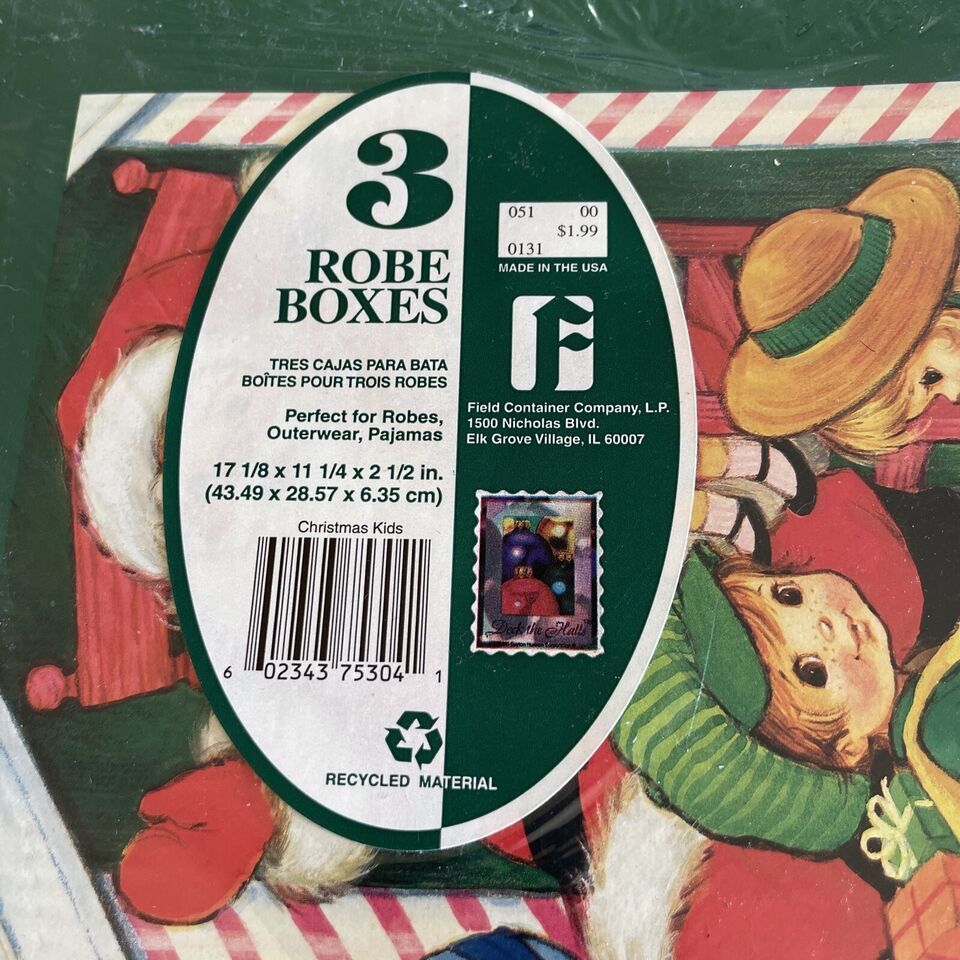 3
ROBE
BOXES
TRES CAJAS PARA BATA
BOÎTES POUR TROIS ROBES
Perfect for Robes,
Outerwear, Pajamas
17 1/8 x 11 1/4 x 2 1/2 in.
(43.49 x 28.57 x 6.35 cm)
Christmas Kids
6 02343 75304 1
RECYCLED MATERIAL
051 00
$1.99
0131
MADE IN THE USA
F
Field Container Company, L.P.
1500 Nicholas Blvd.
Elk Grove Village, IL 60007
Deck the Halls